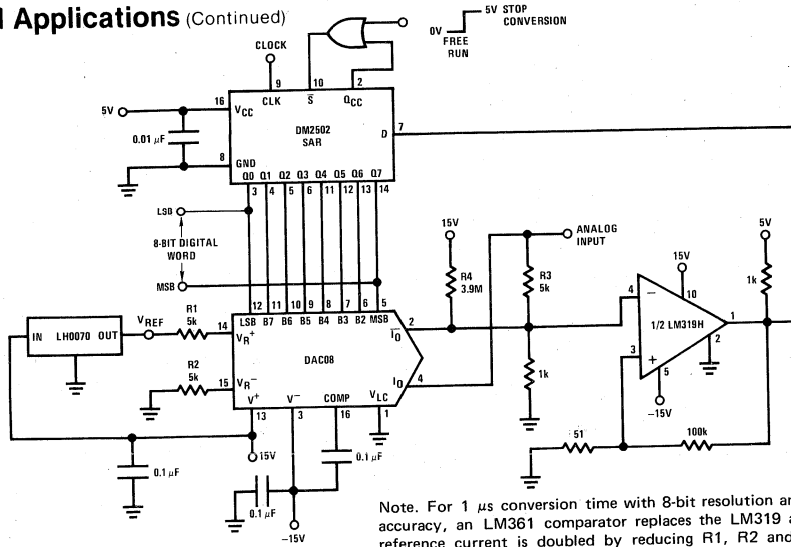 Applications (Continued)
5V STOP
CONVERSION
0V
FREE
RUN
CLOCK
9 10 2
CLK S̅ QCC
5V 16 VCC
DM2502
SAR
D 7
0.01 µF
8 GND
Q0 Q1 Q2 Q3 Q4 Q5 Q6 Q7
3 4 5 6 11 12 13 14
LSB
8-BIT DIGITAL
WORD
MSB
15V
R4
3.9M
ANALOG
INPUT
R3
5k
5V
1k
15V
10
4 −
1/2 LM319H
1
2
3 +
5
−15V
51
100k
1k
12 11 10 9 8 7 6 5
LSB B7 B6 B5 B4 B3 B2 MSB
IN LH0070 OUT
VREF
R1
5k
14 VR+
DAC08
I̅O̅ 2
IO 4
R2
5k
15 VR−
V+ V− COMP VLC
13 3 16 1
15V
0.1 µF
0.1 µF
0.1 µF
−15V
Note. For 1 µs conversion time with 8-bit resolution
accuracy, an LM361 comparator replaces the LM319
reference current is doubled by reducing R1, R2 and